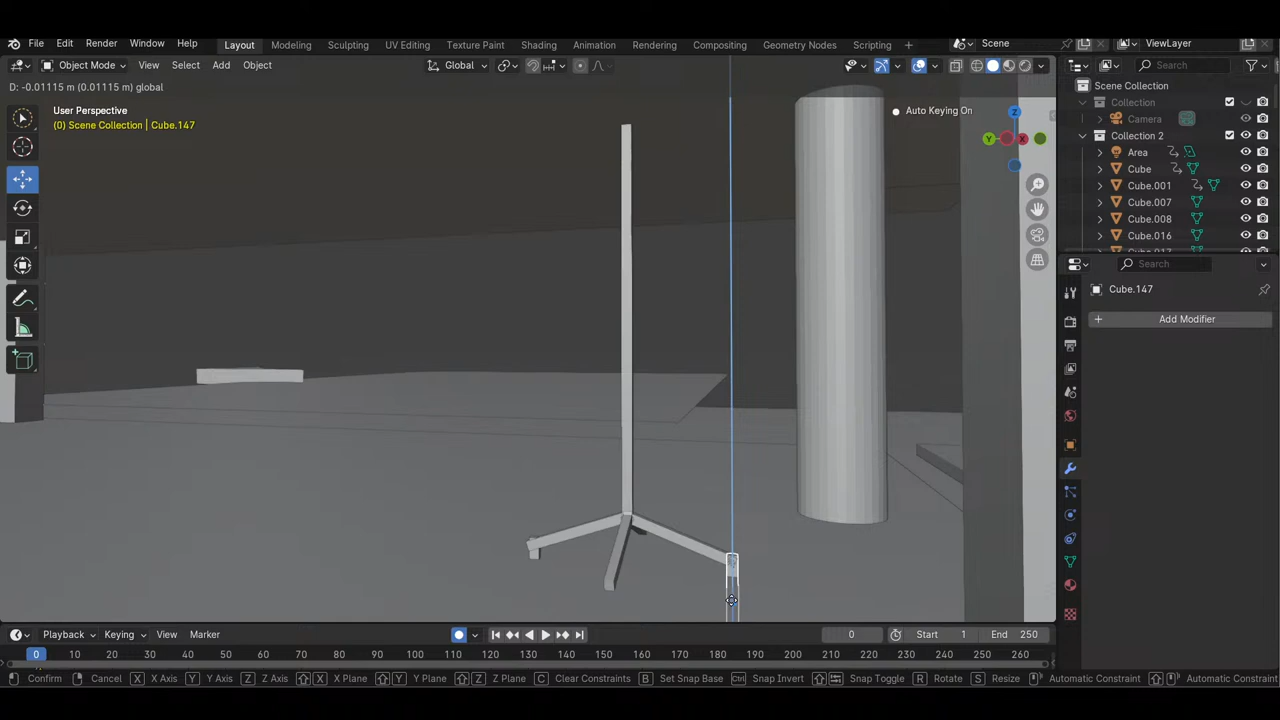 File Edit Render Window Help Layout Modeling Sculpting UV Editing Texture Paint Shading Animation Rendering Compositing Geometry Nodes Scripting + Scene ViewLayer
Object Mode View Select Add Object Global Search
D: -0.01115 m (0.01115 m) global
Scene Collection
User Perspective Auto Keying On
Collection
(0) Scene Collection | Cube.147
Camera
Z
Y X
Collection 2
Area
Cube
Cube.001
Cube.007
Cube.008
Cube.016
Search
Cube.147
+ Add Modifier
Playback Keying View Marker 0 Start 1 End 250
0 10 20 30 40 50 60 70 80 90 100 110 120 130 140 150 160 170 180 190 200 210 220 230 240 250 260
Confirm Cancel X X Axis Y Y Axis Z Z Axis X X Plane Y Y Plane Z Z Plane C Clear Constraints B Set Snap Base Ctrl Snap Invert Snap Toggle R Rotate S Resize Automatic Constraint Automatic Constraint